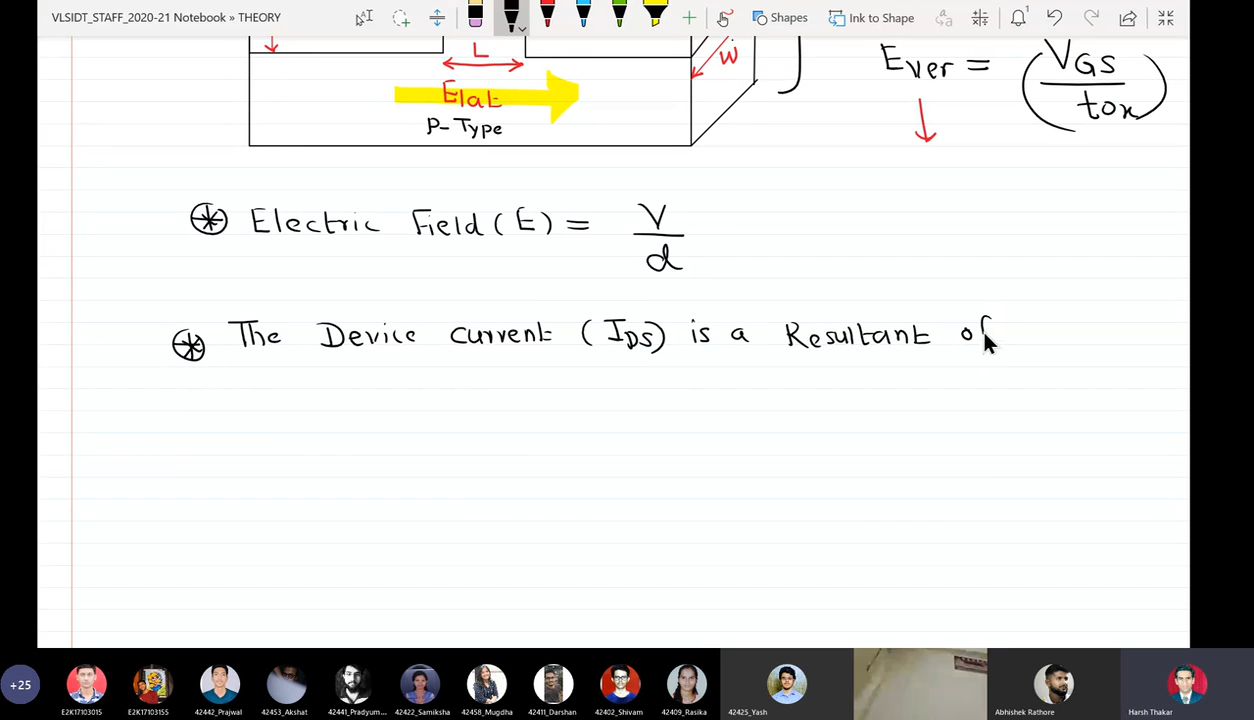 VLSIDT_STAFF_2020-21 Notebook » THEORY
Shapes
Ink to Shape
L
W
Elat
P-Type
Ever = (VGS / tox)
Electric Field (E) = V / d
The Device current (IDS) is a Resultant of
+25
E2K17103015
E2K17103155
42442_Prajwal
42453_Akshat
42441_Pradyum...
42422_Samiksha
42458_Mugdha
42411_Darshan
42402_Shivam
42409_Rasika
42425_Yash
Abhishek Rathore
Harsh Thakar